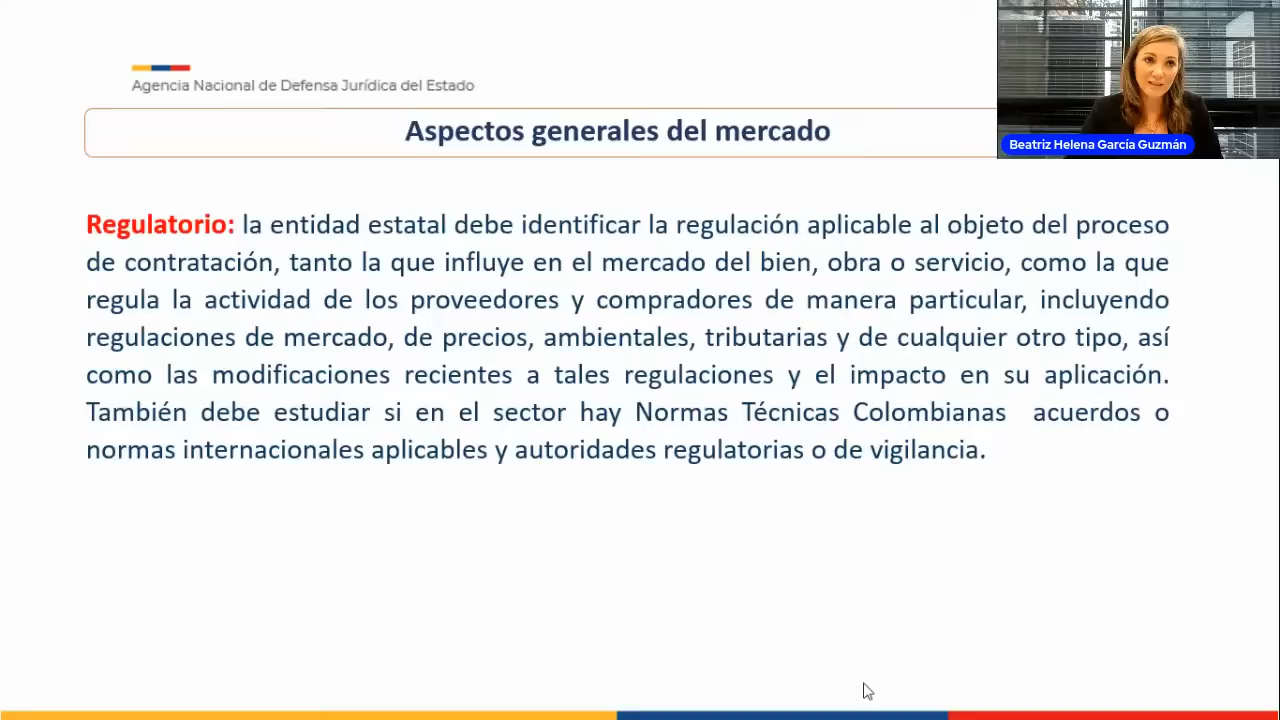 Agencia Nacional de Defensa Jurídica del Estado
Aspectos generales del mercado
Beatriz Helena García Guzmán
Regulatorio: la entidad estatal debe identificar la regulación aplicable al objeto del proceso
de contratación, tanto la que influye en el mercado del bien, obra o servicio, como la que
regula la actividad de los proveedores y compradores de manera particular, incluyendo
regulaciones de mercado, de precios, ambientales, tributarias y de cualquier otro tipo, así
como las modificaciones recientes a tales regulaciones y el impacto en su aplicación.
También debe estudiar si en el sector hay Normas Técnicas Colombianas acuerdos o
normas internacionales aplicables y autoridades regulatorias o de vigilancia.